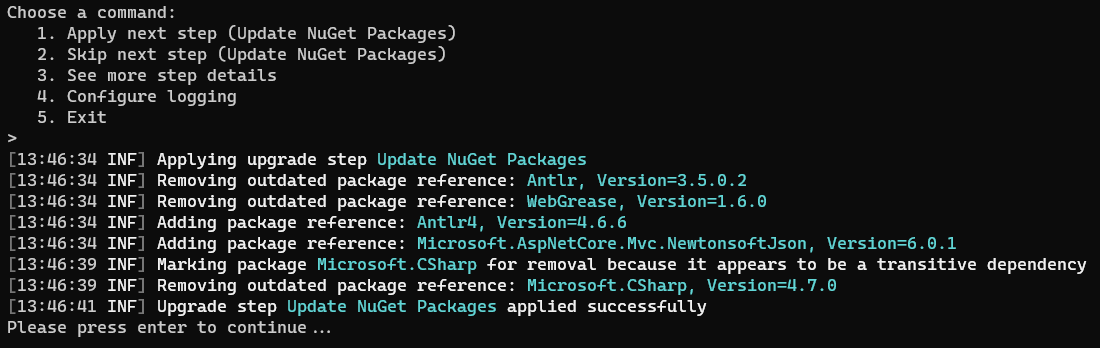 Choose a command:
   1. Apply next step (Update NuGet Packages)
   2. Skip next step (Update NuGet Packages)
   3. See more step details
   4. Configure logging
   5. Exit
>
[13:46:34 INF] Applying upgrade step Update NuGet Packages
[13:46:34 INF] Removing outdated package reference: Antlr, Version=3.5.0.2
[13:46:34 INF] Removing outdated package reference: WebGrease, Version=1.6.0
[13:46:34 INF] Adding package reference: Antlr4, Version=4.6.6
[13:46:34 INF] Adding package reference: Microsoft.AspNetCore.Mvc.NewtonsoftJson, Version=6.0.1
[13:46:39 INF] Marking package Microsoft.CSharp for removal because it appears to be a transitive dependency
[13:46:39 INF] Removing outdated package reference: Microsoft.CSharp, Version=4.7.0
[13:46:41 INF] Upgrade step Update NuGet Packages applied successfully
Please press enter to continue...